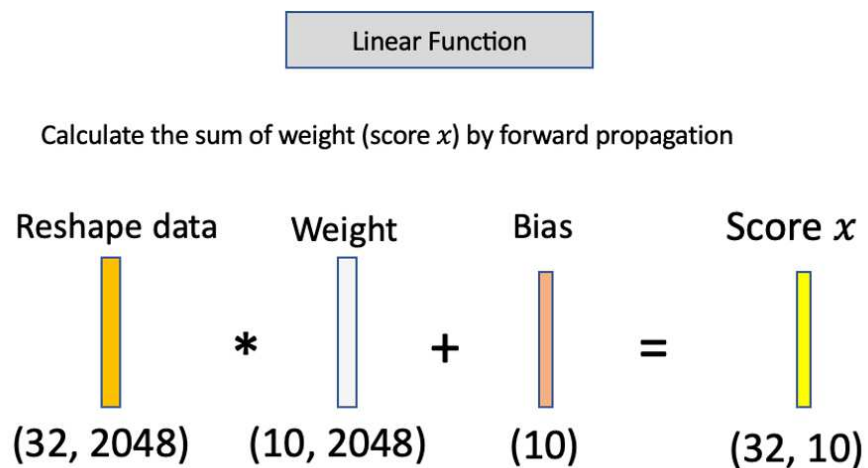 Linear Function
Calculate the sum of weight (score x) by forward propagation
Reshape data Weight Bias Score x
* + =
(32, 2048) (10, 2048) (10) (32, 10)